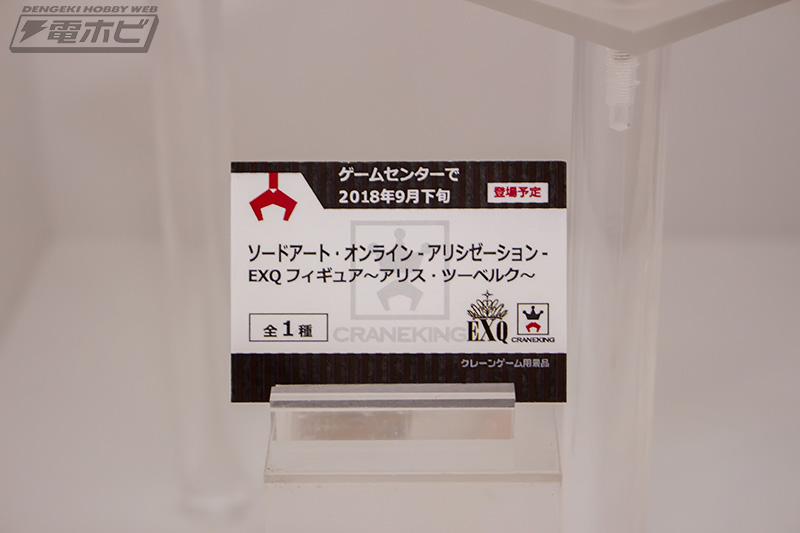 DENGEKI HOBBY WEB
電ホビ
ゲームセンターで
2018年9月下旬
登場予定
ソードアート・オンライン - アリシゼーション -
EXQ フィギュア～アリス・ツーベルク～
全1種
CRANEKING
EXQ
CRANEKING
クレーンゲーム用景品